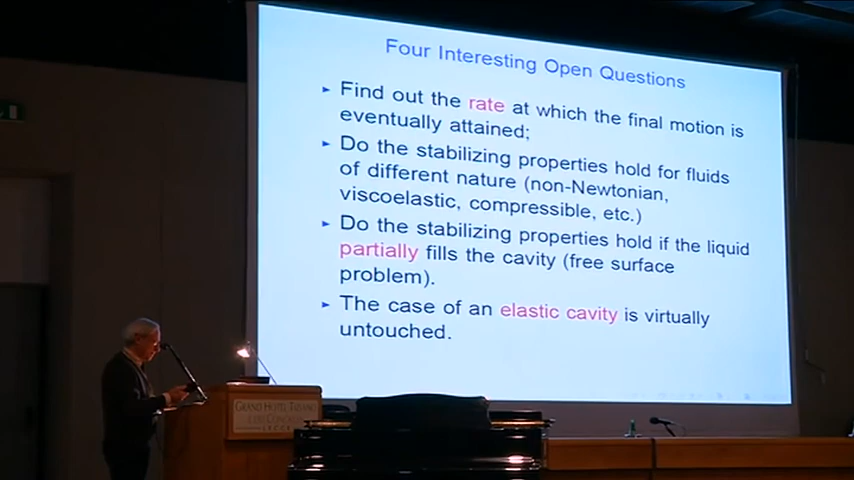 Four Interesting Open Questions
Find out the rate at which the final motion is
eventually attained;
Do the stabilizing properties hold for fluids
of different nature (non-Newtonian,
viscoelastic, compressible, etc.)
Do the stabilizing properties hold if the liquid
partially fills the cavity (free surface
problem).
The case of an elastic cavity is virtually
untouched.
GRAND HOTEL TIZIANO
LECCE